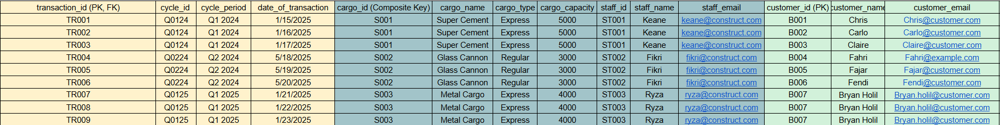 transaction_id (PK, FK) cycle_id cycle_period date_of_transaction cargo_id (Composite Key) cargo_name cargo_type cargo_capacity staff_id staff_name staff_email customer_id (PK) customer_name customer_email
TR001 Q0124 Q1 2024 1/15/2025 S001 Super Cement Express 5000 ST001 Keane keane@construct.com B001 Chris Chris@customer.com
TR002 Q0124 Q1 2024 1/16/2025 S001 Super Cement Express 5000 ST001 Keane keane@construct.com B002 Carlo Carlo@customer.com
TR003 Q0124 Q1 2024 1/17/2025 S001 Super Cement Express 5000 ST001 Keane keane@construct.com B003 Claire Claire@customer.com
TR004 Q0224 Q2 2024 5/18/2025 S002 Glass Cannon Regular 3000 ST002 Fikri fikri@construct.com B004 Fahri Fahri@example.com
TR005 Q0224 Q2 2024 5/19/2025 S002 Glass Cannon Regular 3000 ST002 Fikri fikri@construct.com B005 Fajar Fajar@customer.com
TR006 Q0224 Q2 2024 5/20/2025 S002 Glass Cannon Regular 3000 ST002 Fikri fikri@construct.com B006 Fendi Fendi@customer.com
TR007 Q0125 Q1 2025 1/21/2025 S003 Metal Cargo Express 4000 ST003 Ryza ryza@construct.com B007 Bryan Holil Bryan.holil@customer.com
TR008 Q0125 Q1 2025 1/22/2025 S003 Metal Cargo Express 4000 ST003 Ryza ryza@construct.com B007 Bryan Holil Bryan.holil@customer.com
TR009 Q0125 Q1 2025 1/23/2025 S003 Metal Cargo Express 4000 ST003 Ryza ryza@construct.com B007 Bryan Holil Bryan.holil@customer.com